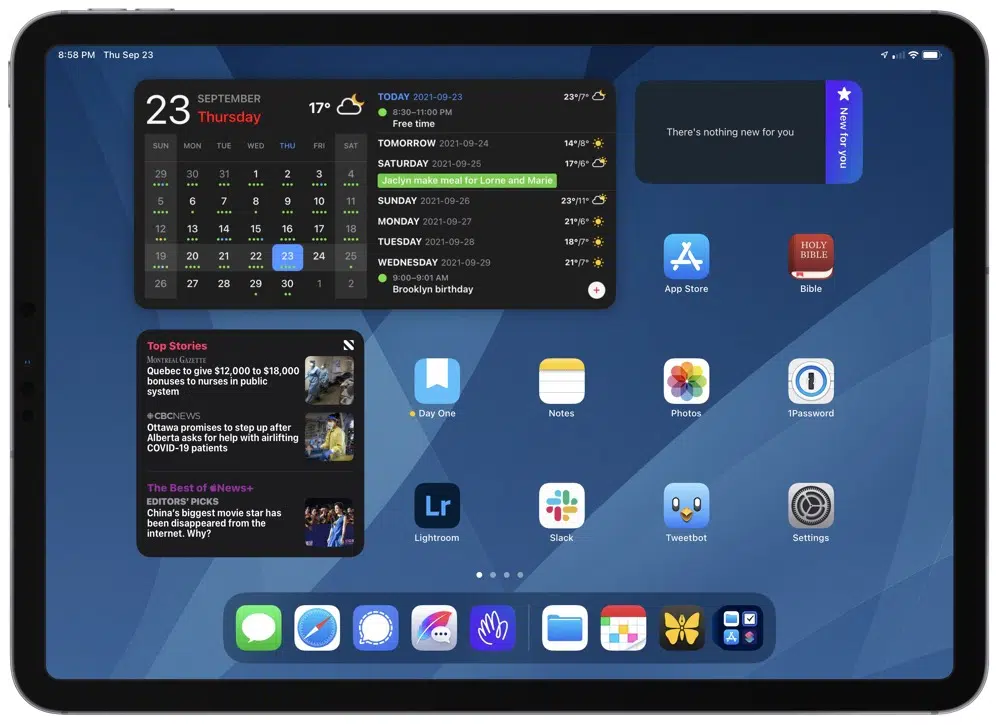 8:58 PM Thu Sep 23
23 SEPTEMBER
Thursday
17°
SUN MON TUE WED THU FRI SAT
29 30 31 1 2 3 4
5 6 7 8 9 10 11
12 13 14 15 16 17 18
19 20 21 22 23 24 25
26 27 28 29 30 1 2
TODAY 2021-09-23 23°/7°
8:30–11:00 PM
Free time
TOMORROW 2021-09-24 14°/8°
SATURDAY 2021-09-25 17°/6°
Jaclyn make meal for Lorne and Marie
SUNDAY 2021-09-26 23°/11°
MONDAY 2021-09-27 21°/6°
TUESDAY 2021-09-28 18°/7°
WEDNESDAY 2021-09-29 21°/7°
9:00–9:01 AM
Brooklyn birthday
There's nothing new for you
New for you
App Store
HOLY
BIBLE
Bible
Top Stories
MONTREAL GAZETTE
Quebec to give $12,000 to $18,000
bonuses to nurses in public
system
CBCNEWS
Ottawa promises to step up after
Alberta asks for help with airlifting
COVID-19 patients
The Best of News+
EDITORS' PICKS
China's biggest movie star has
been disappeared from the
internet. Why?
Day One
Notes
Photos
1Password
Lr
Lightroom
Slack
Tweetbot
Settings